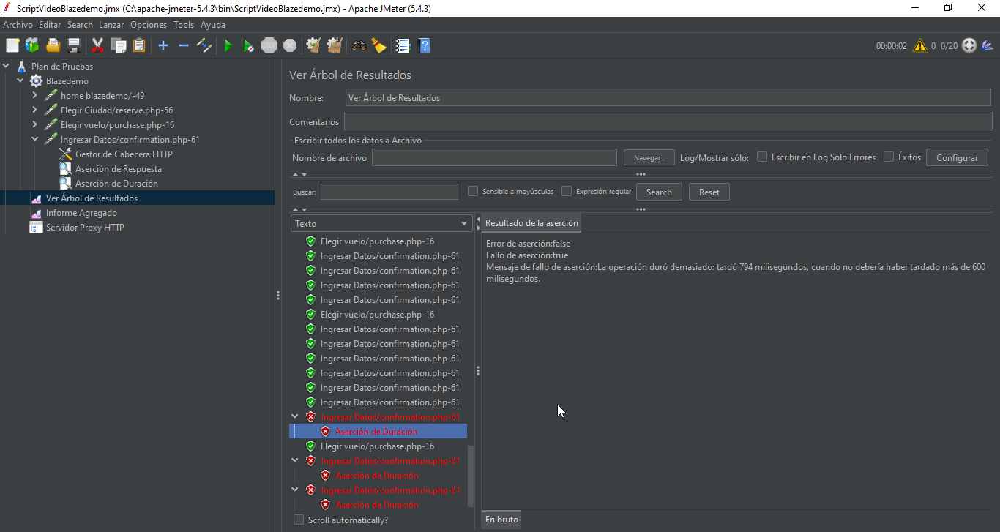 ScriptVideoBlazedemo.jmx (C:\apache-jmeter-5.4.3\bin\ScriptVideoBlazedemo.jmx) - Apache JMeter (5.4.3)
Archivo Editar Search Lanzar Opciones Tools Ayuda
STOP
00:00:02 0 0/20
Plan de Pruebas
Blazedemo
home blazedemo/-49
Elegir Ciudad/reserve.php-56
Elegir vuelo/purchase.php-16
Ingresar Datos/confirmation.php-61
Gestor de Cabecera HTTP
Aserción de Respuesta
Aserción de Duración
Ver Árbol de Resultados
Informe Agregado
Servidor Proxy HTTP
Ver Árbol de Resultados
Nombre: Ver Árbol de Resultados
Comentarios
Escribir todos los datos a Archivo
Nombre de archivo Navegar... Log/Mostrar sólo: Escribir en Log Sólo Errores Éxitos Configurar
Buscar: Sensible a mayúsculas Expresión regular Search Reset
Texto
Elegir vuelo/purchase.php-16
Ingresar Datos/confirmation.php-61
Ingresar Datos/confirmation.php-61
Ingresar Datos/confirmation.php-61
Ingresar Datos/confirmation.php-61
Elegir vuelo/purchase.php-16
Ingresar Datos/confirmation.php-61
Ingresar Datos/confirmation.php-61
Ingresar Datos/confirmation.php-61
Ingresar Datos/confirmation.php-61
Ingresar Datos/confirmation.php-61
Ingresar Datos/confirmation.php-61
Ingresar Datos/confirmation.php-61
Aserción de Duración
Elegir vuelo/purchase.php-16
Ingresar Datos/confirmation.php-61
Aserción de Duración
Ingresar Datos/confirmation.php-61
Aserción de Duración
Scroll automatically?
Resultado de la aserción
Error de aserción:false
Fallo de aserción:true
Mensaje de fallo de aserción:La operación duró demasiado: tardó 794 milisegundos, cuando no debería haber tardado más de 600
milisegundos.
En bruto